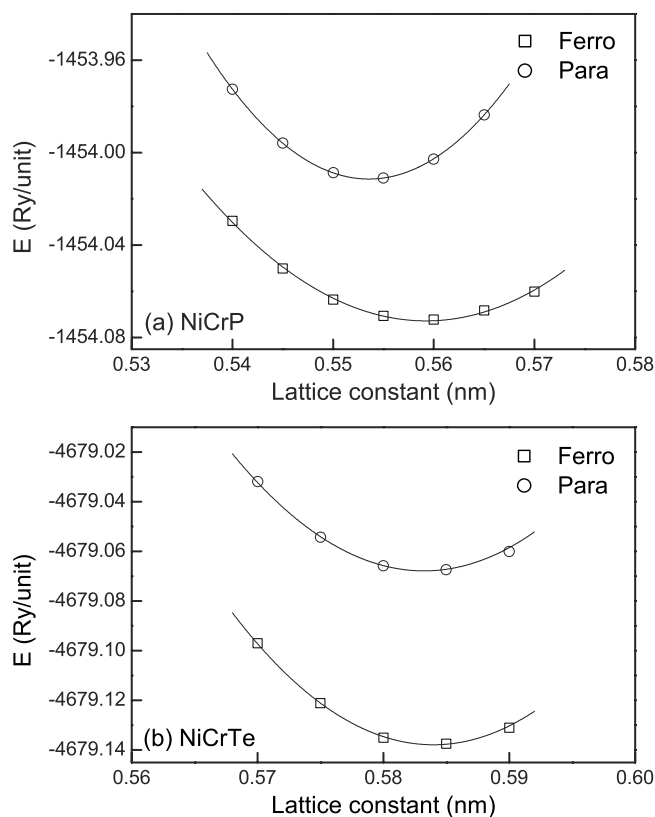 -1453.96
-1454.00
-1454.04
-1454.08
E (Ry/unit)
Ferro
Para
(a) NiCrP
0.53 0.54 0.55 0.56 0.57 0.58
Lattice constant (nm)
-4679.02
-4679.04
-4679.06
-4679.08
-4679.10
-4679.12
-4679.14
E (Ry/unit)
Ferro
Para
(b) NiCrTe
0.56 0.57 0.58 0.59 0.60
Lattice constant (nm)